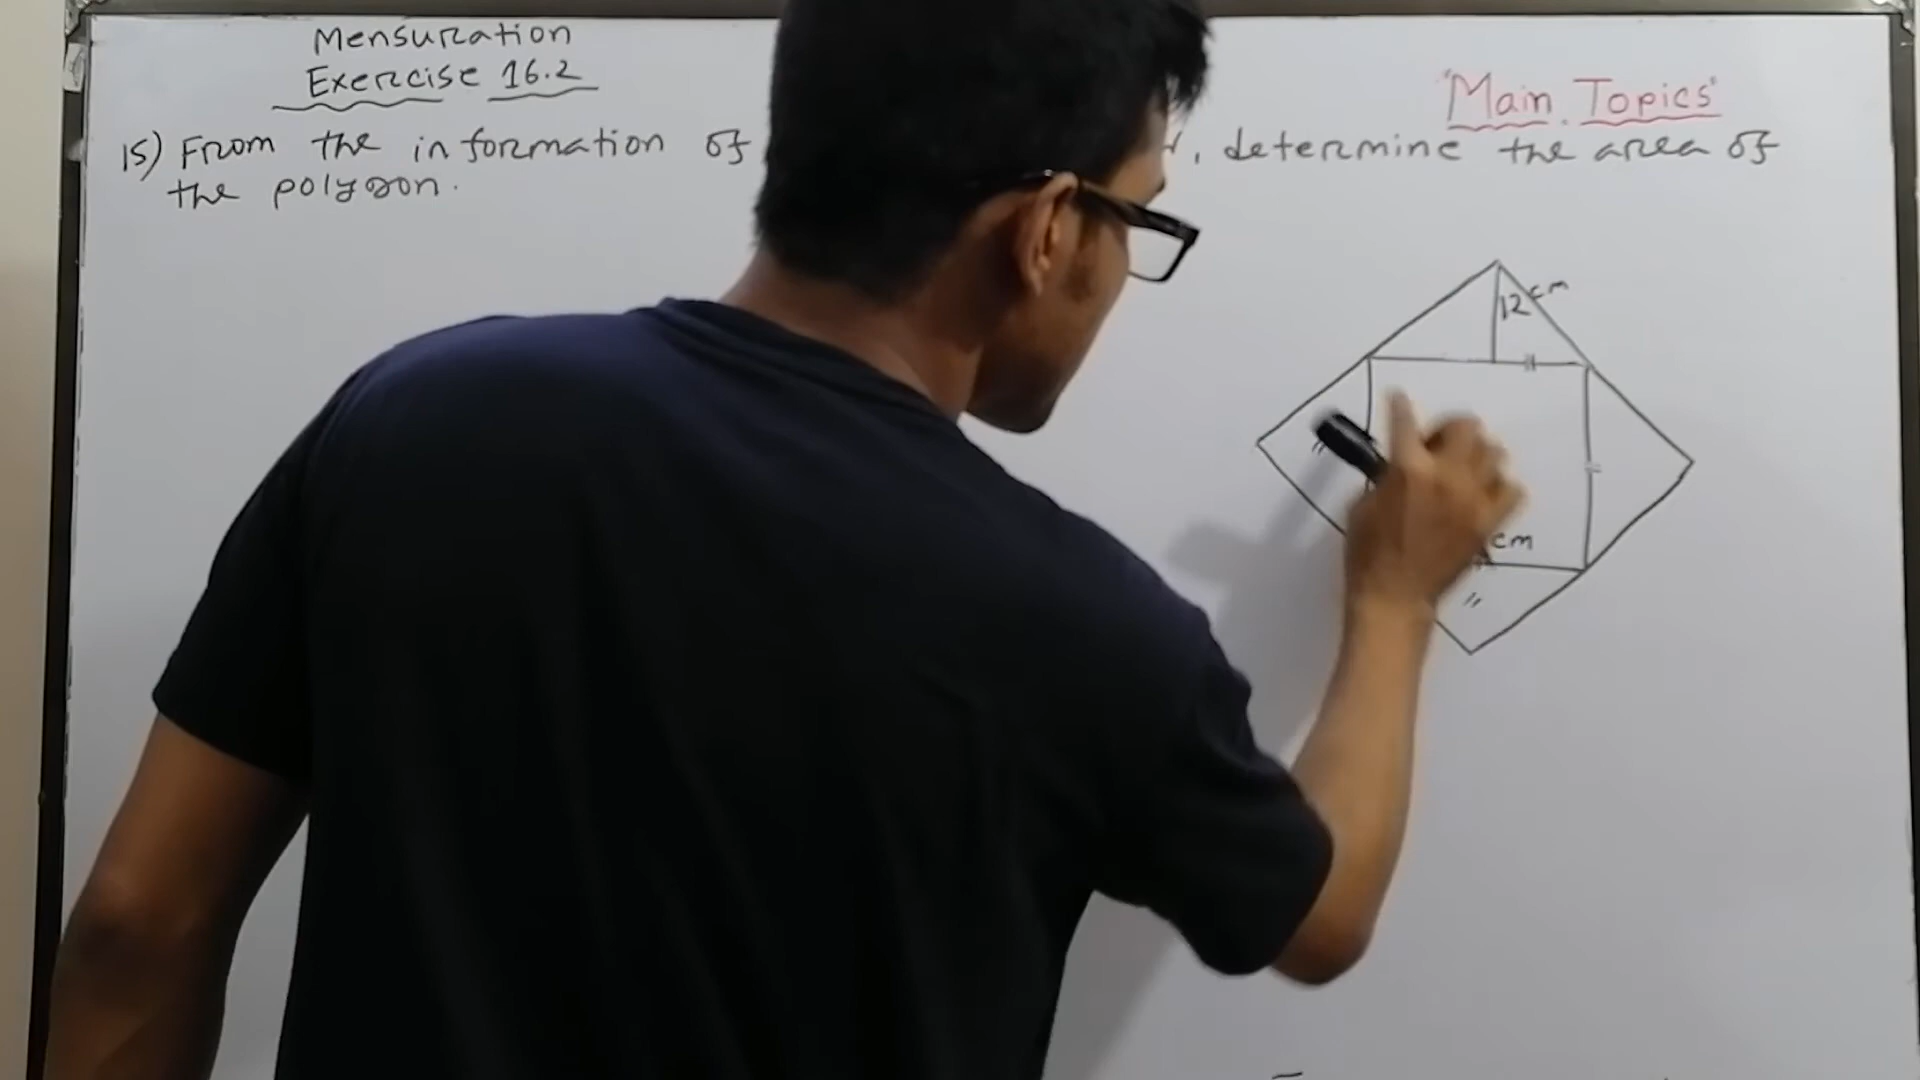 Mensuration
Exercise 16.2
"Main Topics"
15) From the information of , determine the area of
the polygon.
12 cm
cm